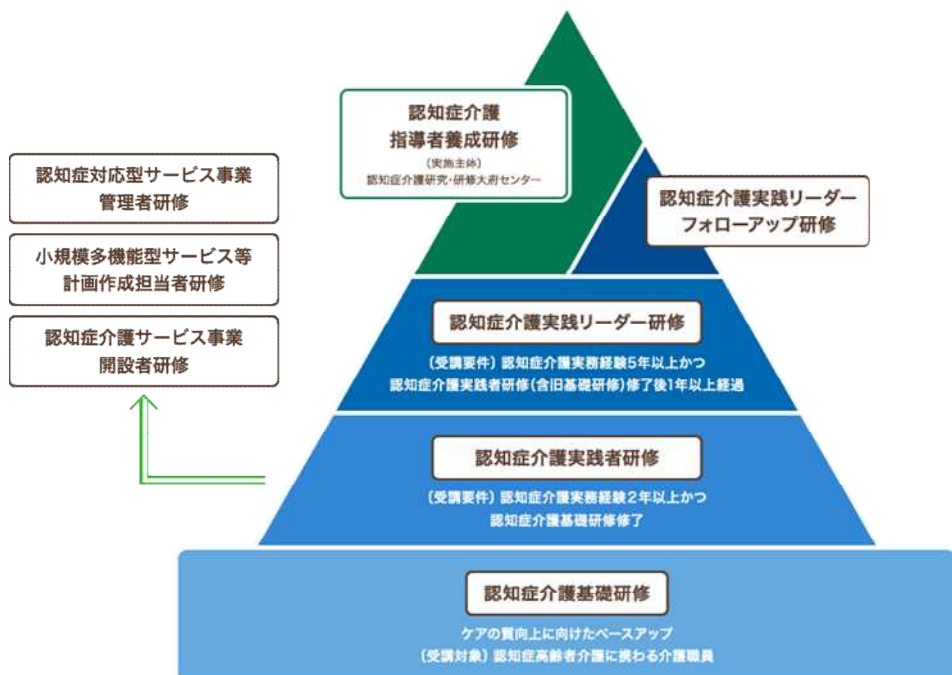 認知症介護
指導者養成研修
(実施主体)
認知症介護研究・研修大府センター
認知症対応型サービス事業
管理者研修
認知症介護実践リーダー
フォローアップ研修
小規模多機能型サービス等
計画作成担当者研修
認知症介護サービス事業
開設者研修
認知症介護実践リーダー研修
(受講要件) 認知症介護実務経験5年以上かつ
認知症介護実践者研修(含旧基礎研修)修了後1年以上経過
認知症介護実践者研修
(受講要件) 認知症介護実務経験2年以上かつ
認知症介護基礎研修修了
認知症介護基礎研修
ケアの質向上に向けたベースアップ
(受講対象) 認知症高齢者介護に携わる介護職員